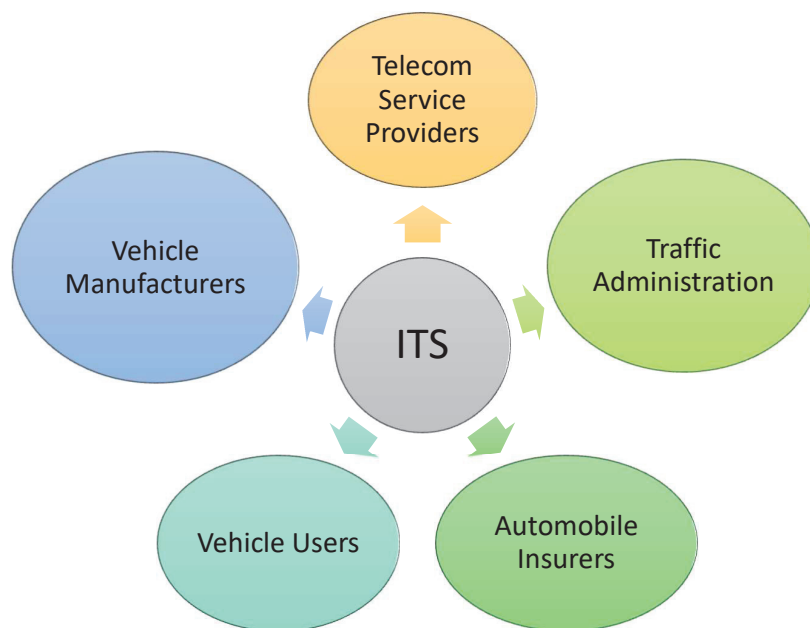 Telecom
Service
Providers
Vehicle
Manufacturers
Traffic
Administration
ITS
Vehicle Users
Automobile
Insurers